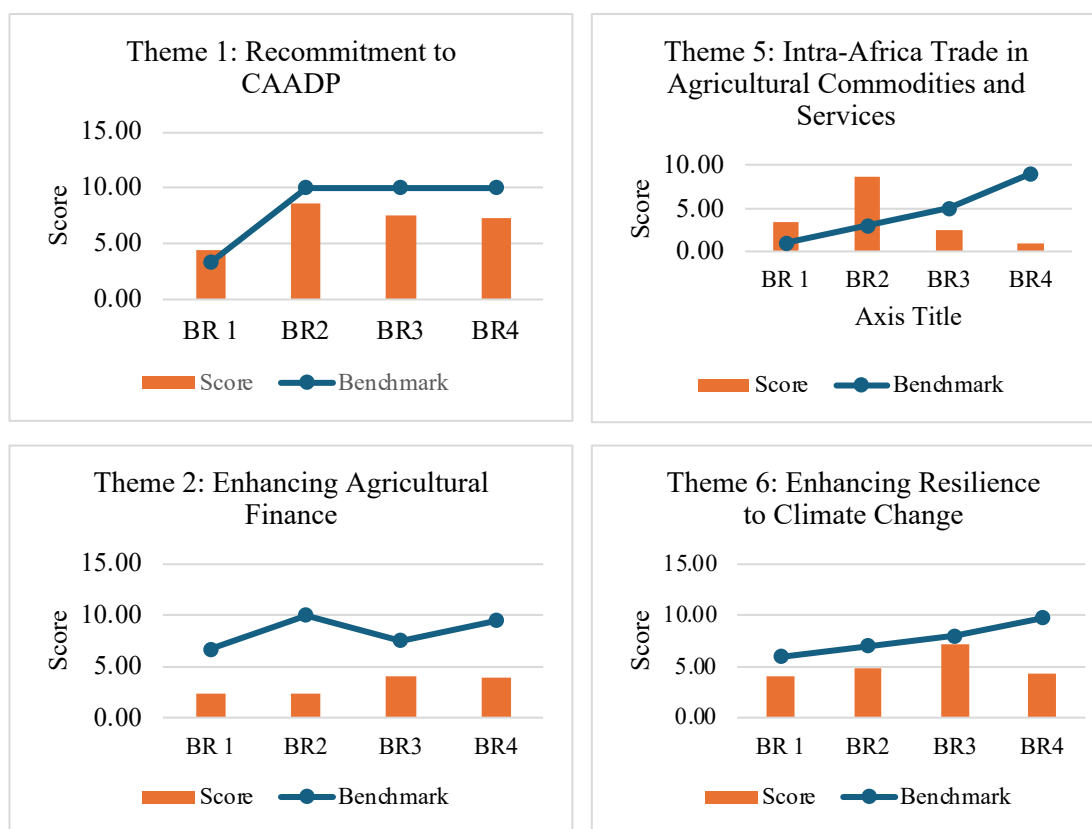 Theme 1: Recommitment to
CAADP
15.00
10.00
5.00
0.00
Score
BR 1 BR2 BR3 BR4
Score Benchmark
Theme 5: Intra-Africa Trade in
Agricultural Commodities and
Services
10.00
5.00
0.00
Score
BR 1 BR2 BR3 BR4
Axis Title
Score Benchmark
Theme 2: Enhancing Agricultural
Finance
15.00
10.00
5.00
0.00
Score
BR 1 BR2 BR3 BR4
Score Benchmark
Theme 6: Enhancing Resilience
to Climate Change
15.00
10.00
5.00
0.00
Score
BR 1 BR2 BR3 BR4
Score Benchmark